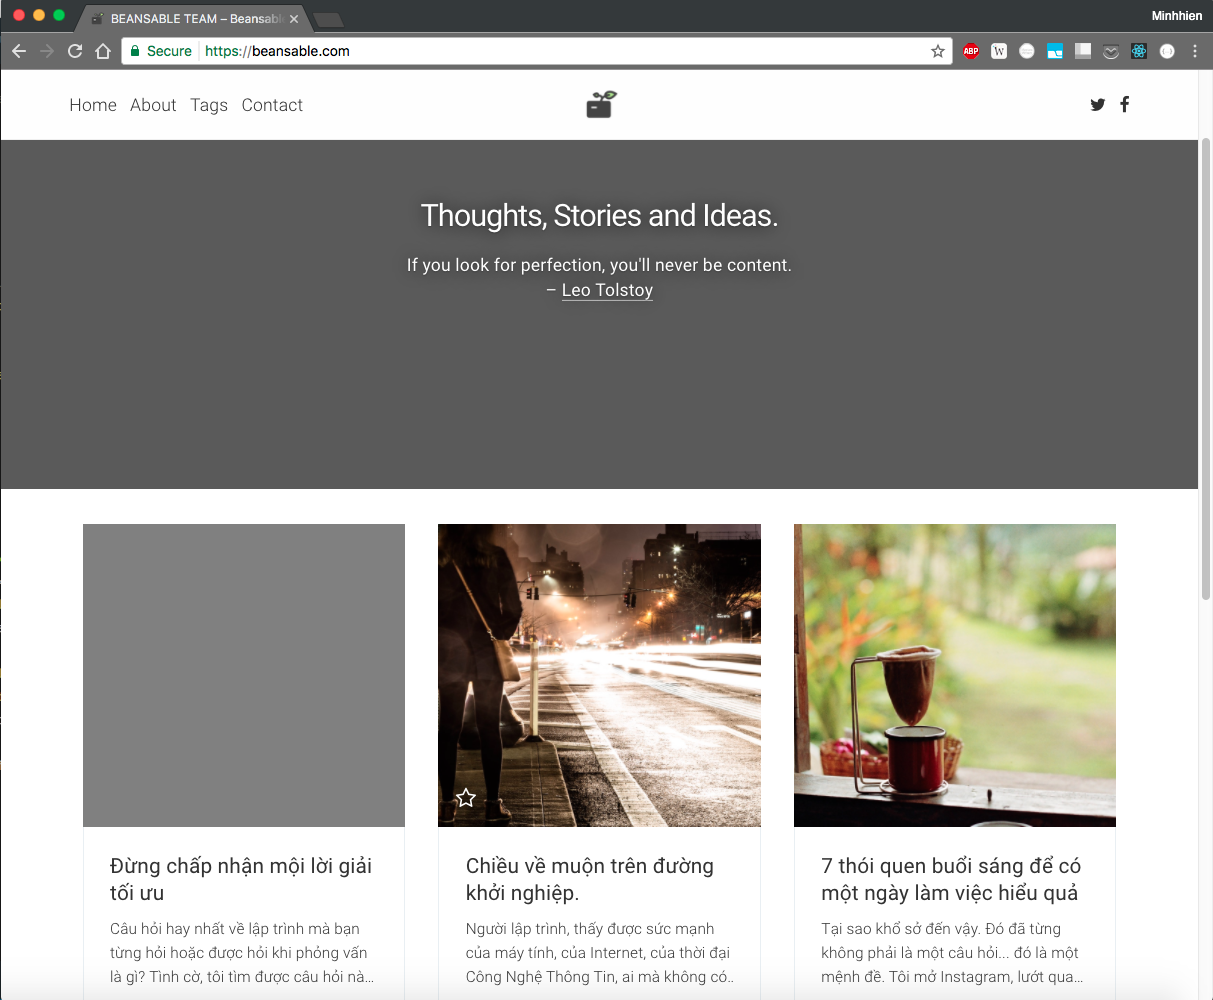 BEANSABLE TEAM – Beansab
Minhhien
Secure https://beansable.com
ABP
W
Home About Tags Contact
Thoughts, Stories and Ideas.
If you look for perfection, you'll never be content.
– Leo Tolstoy
Đừng chấp nhận mội lời giải
tối ưu
Câu hỏi hay nhất về lập trình mà bạn
từng hỏi hoặc được hỏi khi phỏng vấn
là gì? Tình cờ, tôi tìm được câu hỏi nà...
Chiều về muộn trên đường
khởi nghiệp.
Người lập trình, thấy được sức mạnh
của máy tính, của Internet, của thời đại
Công Nghệ Thông Tin, ai mà không có..
7 thói quen buổi sáng để có
một ngày làm việc hiểu quả
Tại sao khổ sở đến vậy. Đó đã từng
không phải là một câu hỏi... đó là một
mệnh đề. Tôi mở Instagram, lướt qua...